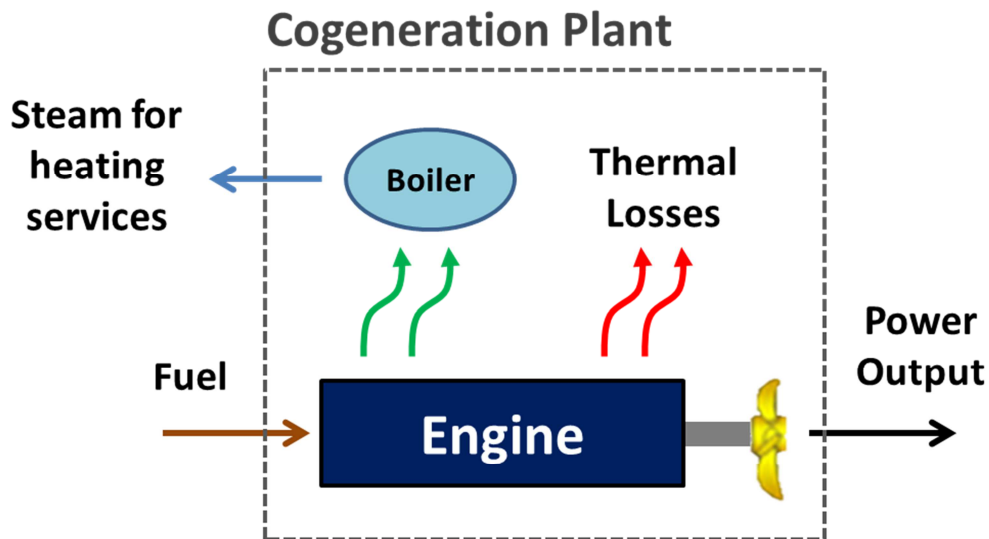 Cogeneration Plant
Steam for
heating
services
Boiler
Thermal
Losses
Fuel
Engine
Power
Output